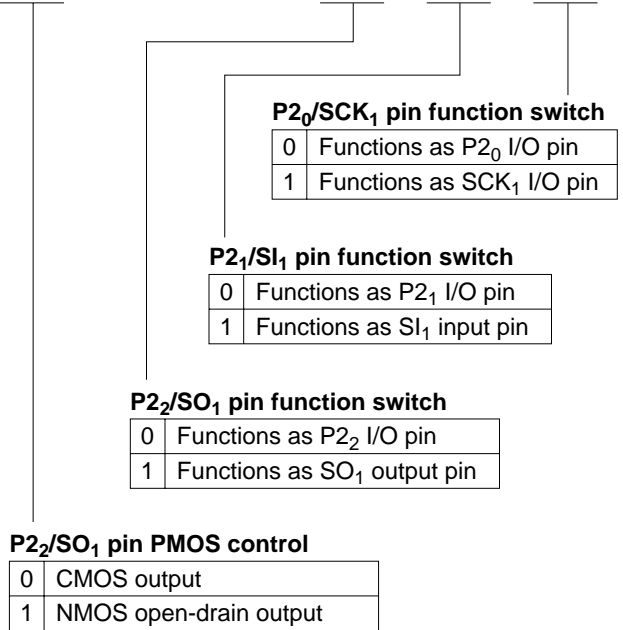 P2₀/SCK₁ pin function switch
0 Functions as P2₀ I/O pin
1 Functions as SCK₁ I/O pin
P2₁/SI₁ pin function switch
0 Functions as P2₁ I/O pin
1 Functions as SI₁ input pin
P2₂/SO₁ pin function switch
0 Functions as P2₂ I/O pin
1 Functions as SO₁ output pin
P2₂/SO₁ pin PMOS control
0 CMOS output
1 NMOS open-drain output